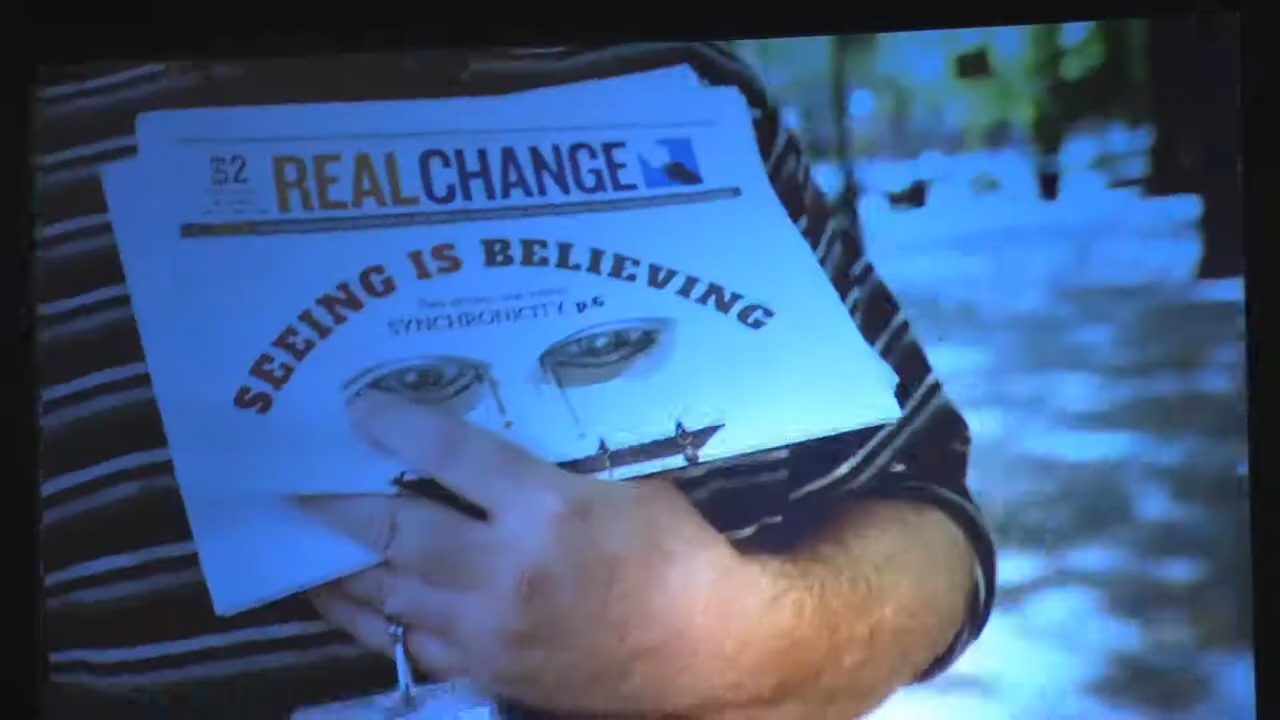 $2 REALCHANGE
SEEING IS BELIEVING
SYNCHRONICITY, P.6